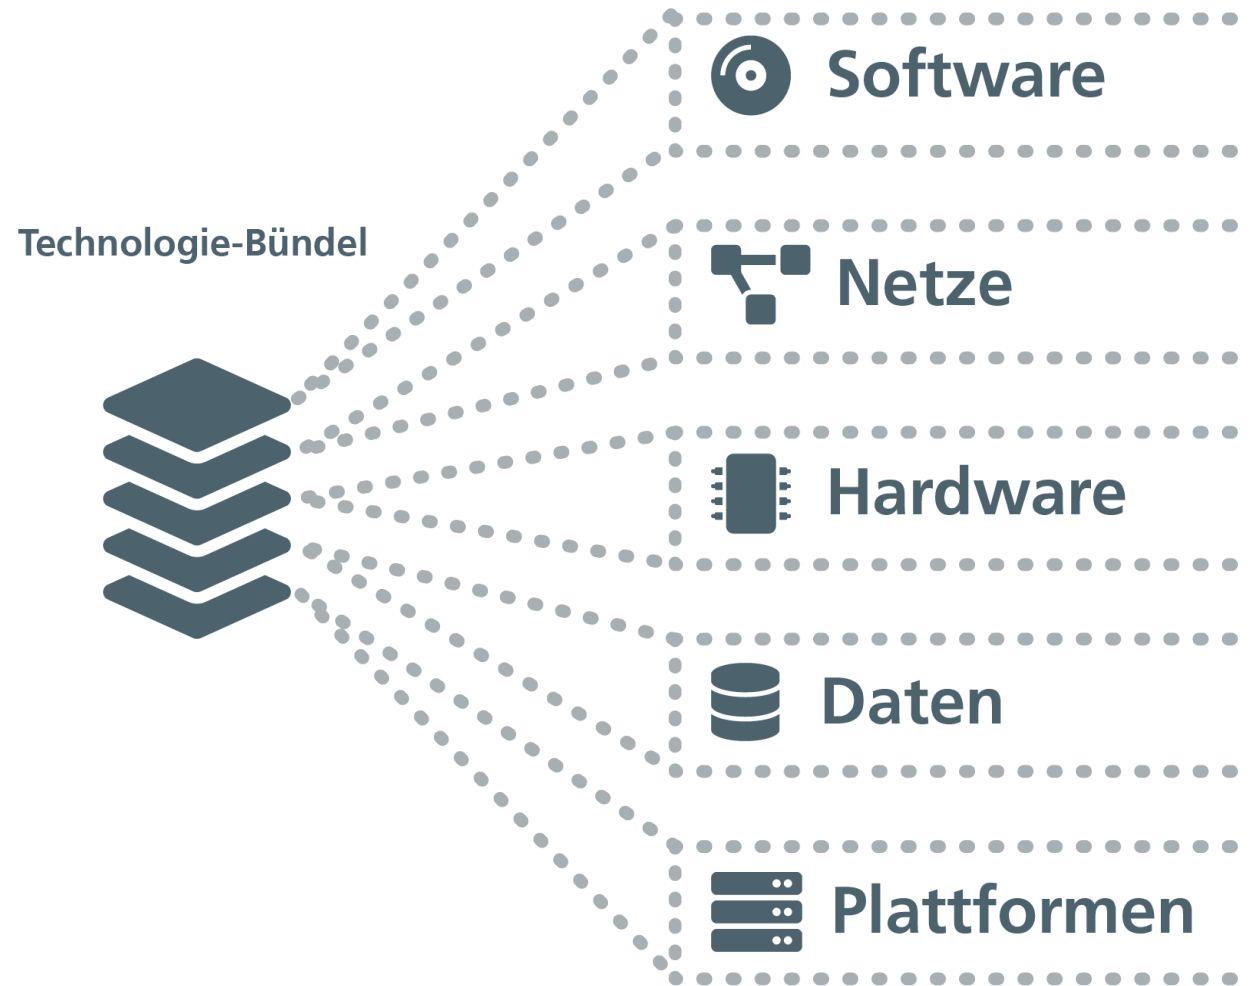 Technologie-Bündel
Software
Netze
Hardware
Daten
Plattformen